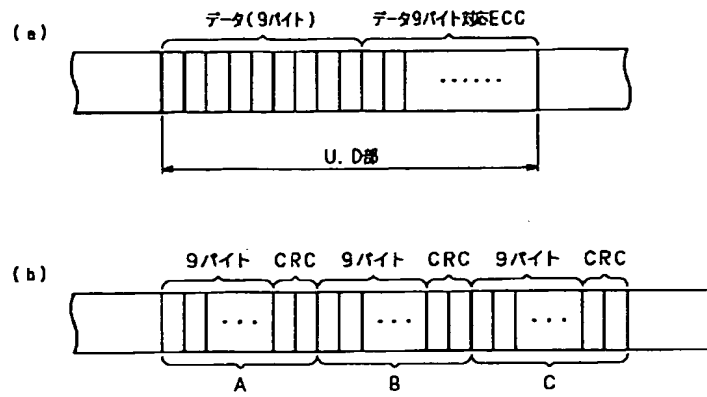 (a)
データ(9バイト) データ9バイト対応ECC
......
U. D部
(b)
9バイト CRC 9バイト CRC 9バイト CRC
... ... ...
A B C